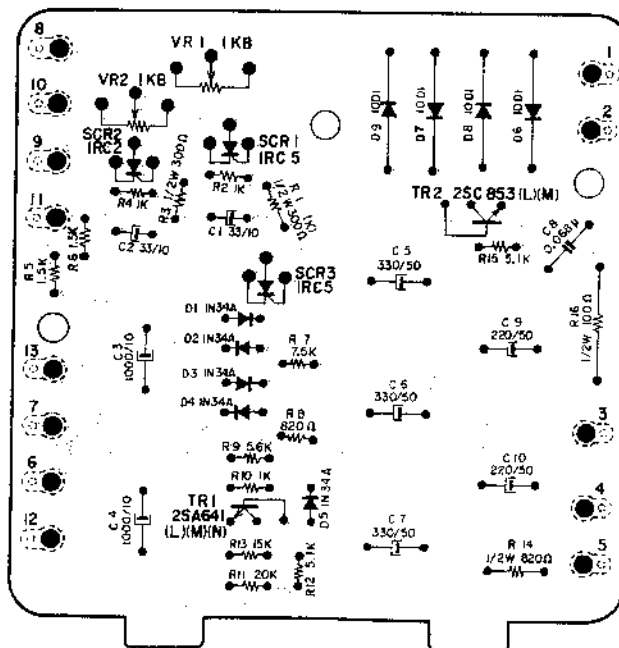 8
VR1 1KB
1
10
VR2 1KB
D9 10D1
D7 10D1
D8 10D1
D6 10D1
2
9
SCR2
IRC2
SCR1
IRC5
R4 1K
R3 1/2W 300Ω
R2 1K
1/2W 300Ω
TR2 2SC853 (L)(M)
11
R5 1.5K
R6 1.5K
C2 33/10
C1 33/10
R15 5.1K
C8 0.068μ
SCR3
IRC5
C5
330/50
D1 1N34A
D2 1N34A
R7
7.5K
C9
220/50
R16
1/2W 100Ω
C3
1000/10
13
D3 1N34A
D4 1N34A
C6
330/50
R8
820Ω
3
7
R9 5.6K
R10 1K
C10
220/50
6
TR1
2SA641
(L)(M)(N)
D5 1N34A
4
C4
1000/10
12
C7
330/50
R13 15K
R12 5.1K
R11 20K
R14
1/2W 820Ω
5